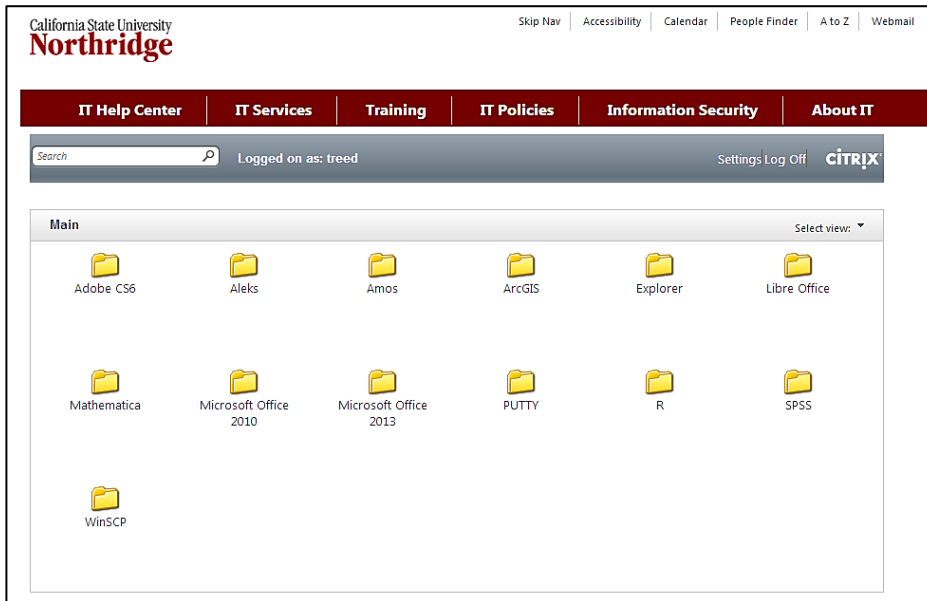 California State University
Northridge
Skip Nav Accessibility Calendar People Finder A to Z Webmail
IT Help Center IT Services Training IT Policies Information Security About IT
Search Logged on as: treed Settings Log Off CITRIX
Main Select view:
Adobe CS6 Aleks Amos ArcGIS Explorer Libre Office
Mathematica Microsoft Office 2010 Microsoft Office 2013 PUTTY R SPSS
WinSCP